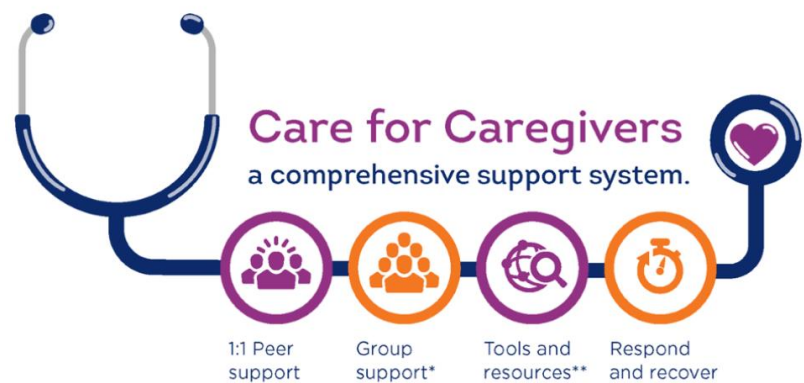 Care for Caregivers
a comprehensive support system.
1:1 Peer
support
Group
support*
Tools and
resources**
Respond
and recover